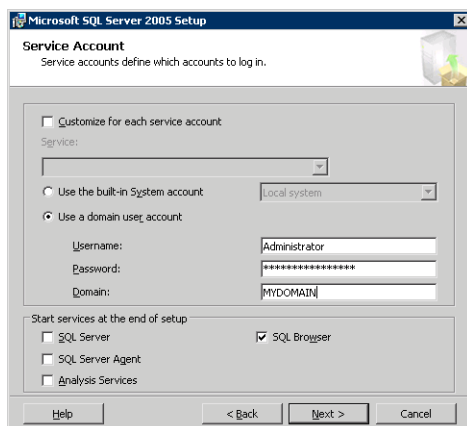 Microsoft SQL Server 2005 Setup
Service Account
Service accounts define which accounts to log in.
Customize for each service account
Service:
Use the built-in System account
Local system
Use a domain user account
Username:
Administrator
Password:
****************
Domain:
MYDOMAIN
Start services at the end of setup
SQL Server
SQL Browser
SQL Server Agent
Analysis Services
Help
< Back
Next >
Cancel